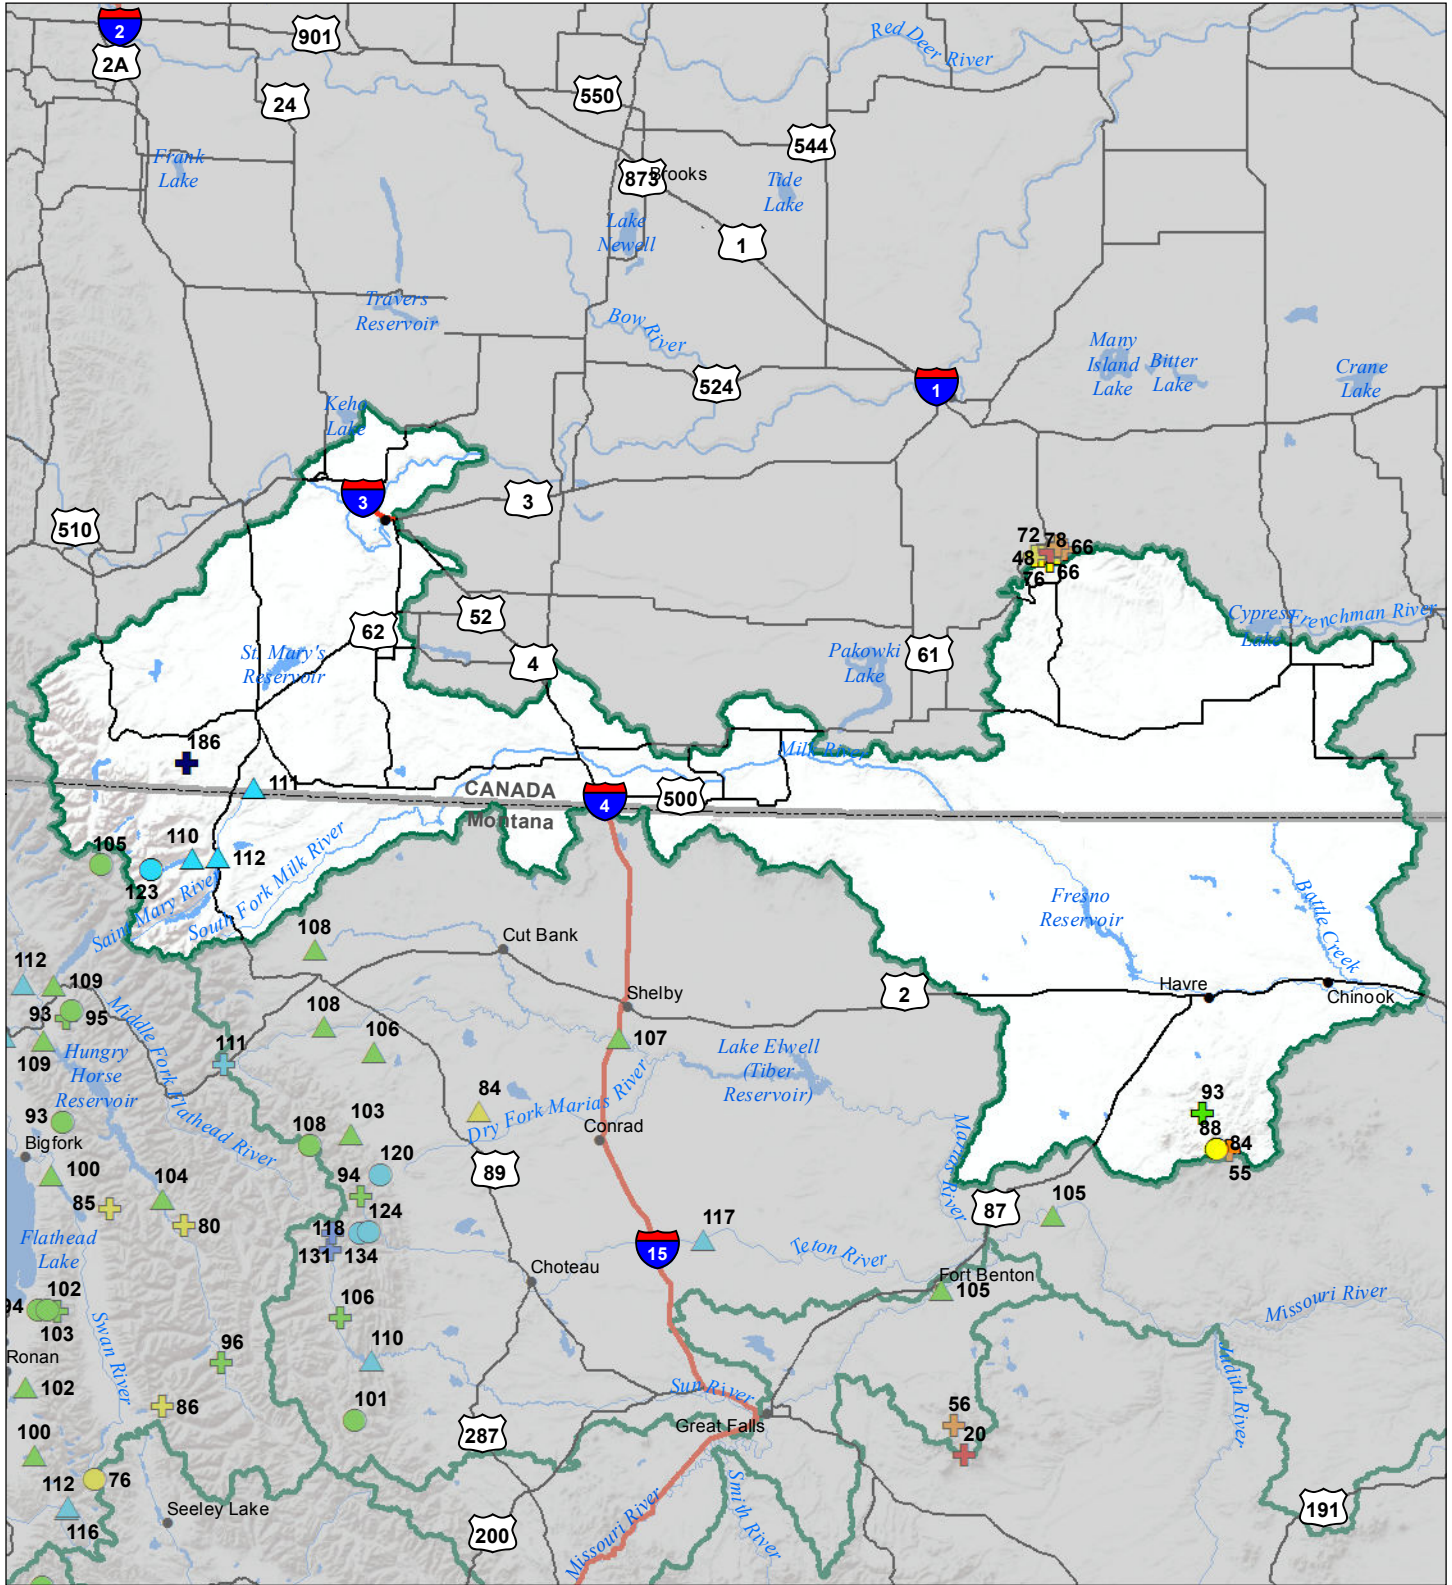 2
901
2A
24
550
Red Deer River
544
Frank
Lake
873
Brooks
Tide
Lake
Lake
Newell
1
Travers
Reservoir
Bow River
Many
Island
Lake
Bitter
Lake
Crane
Lake
524
1
Keho
Lake
3
3
510
72
78
66
48
76
66
52
62
4
St. Mary's
Reservoir
Pakowki
Lake
61
Cypress
Lake
Frenchman River
186
Milk River
111
CANADA
Montana
4
500
105
110
112
123
Saint Mary River
South Fork Milk River
Fresno
Reservoir
Battle Creek
108
Cut Bank
112
109
2
Havre
Chinook
Shelby
93
95
108
106
107
Middle Fork Flathead River
109
Hungry
Horse
Reservoir
111
Lake Elwell
(Tiber
Reservoir)
84
Dry Fork Marias River
93
93
88
84
55
Bigfork
108
103
Conrad
Marias River
100
104
94
120
89
85
80
124
105
87
118
131
134
117
15
Teton River
Flathead
Lake
Choteau
Fort Benton
105
94
102
103
106
Missouri River
Swan River
Ronan
96
110
Judith River
102
86
101
Sun River
Great Falls
287
56
20
100
112
76
116
Seeley Lake
Smith River
Missouri River
200
191